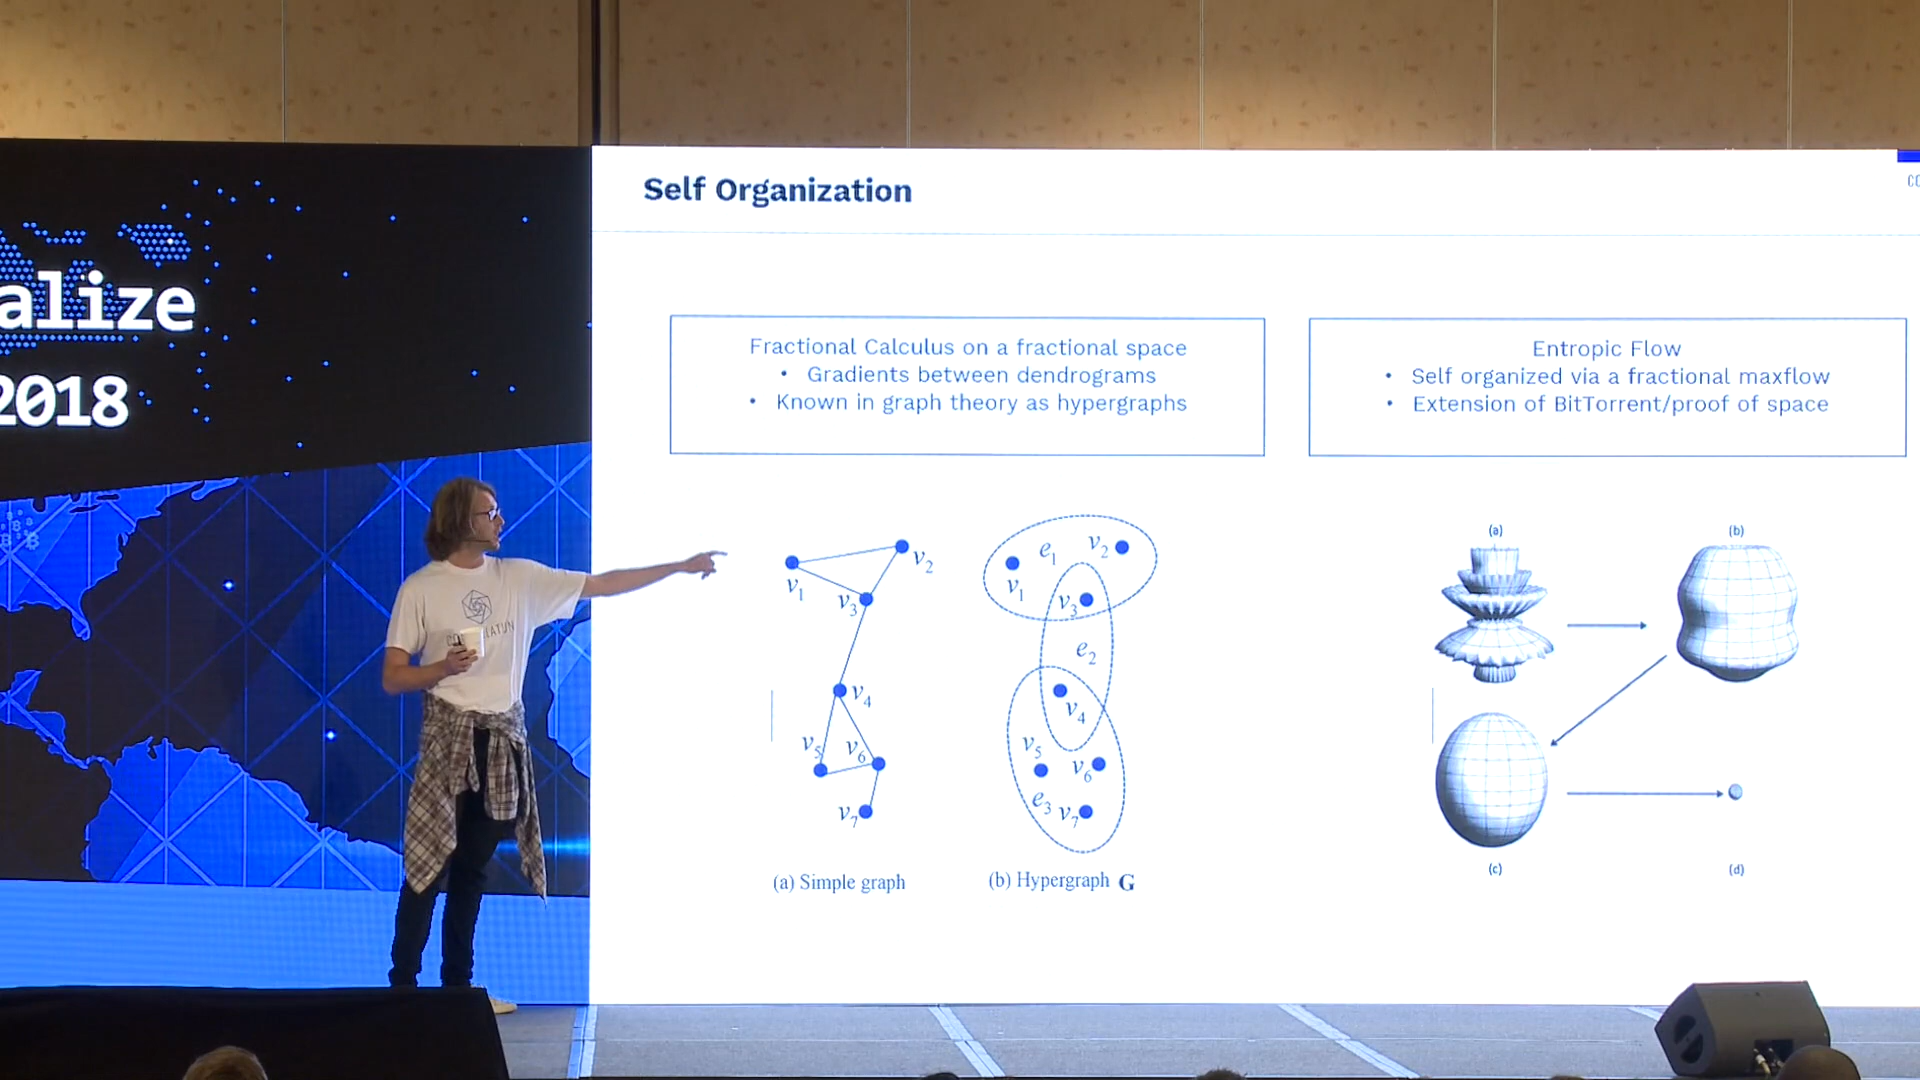 alize
2018
Self Organization
CO
Fractional Calculus on a fractional space
• Gradients between dendrograms
• Known in graph theory as hypergraphs
Entropic Flow
• Self organized via a fractional maxflow
• Extension of BitTorrent/proof of space
v1
v2
v3
v4
v5
v6
v7
(a) Simple graph
e1
v2
v1
v3
e2
v4
v5
v6
e3
v7
(b) Hypergraph G
(a)
(b)
(c)
(d)